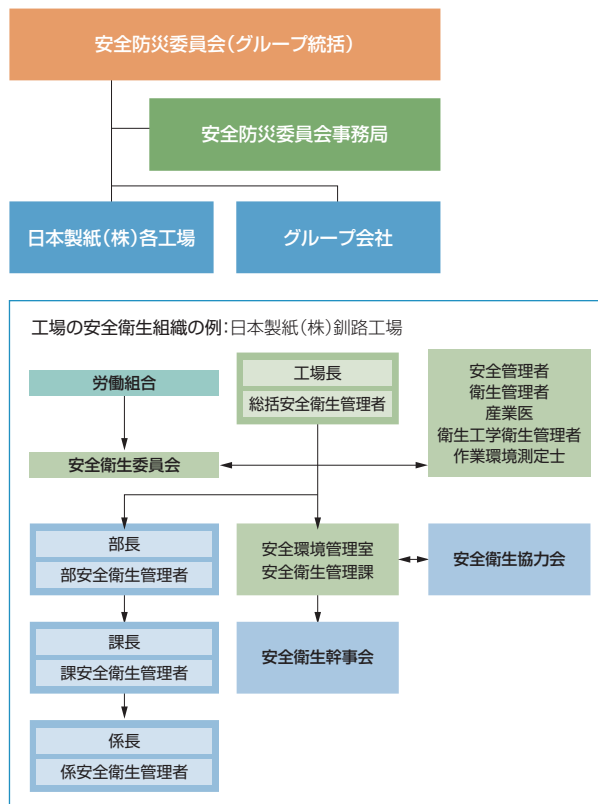 安全防災委員会(グループ統括)
安全防災委員会事務局
日本製紙(株)各工場
グループ会社
工場の安全衛生組織の例:日本製紙(株)釧路工場
労働組合
工場長
総括安全衛生管理者
安全管理者
衛生管理者
産業医
衛生工学衛生管理者
作業環境測定士
安全衛生委員会
部長
部安全衛生管理者
安全環境管理室
安全衛生管理課
安全衛生協力会
課長
課安全衛生管理者
安全衛生幹事会
係長
係安全衛生管理者